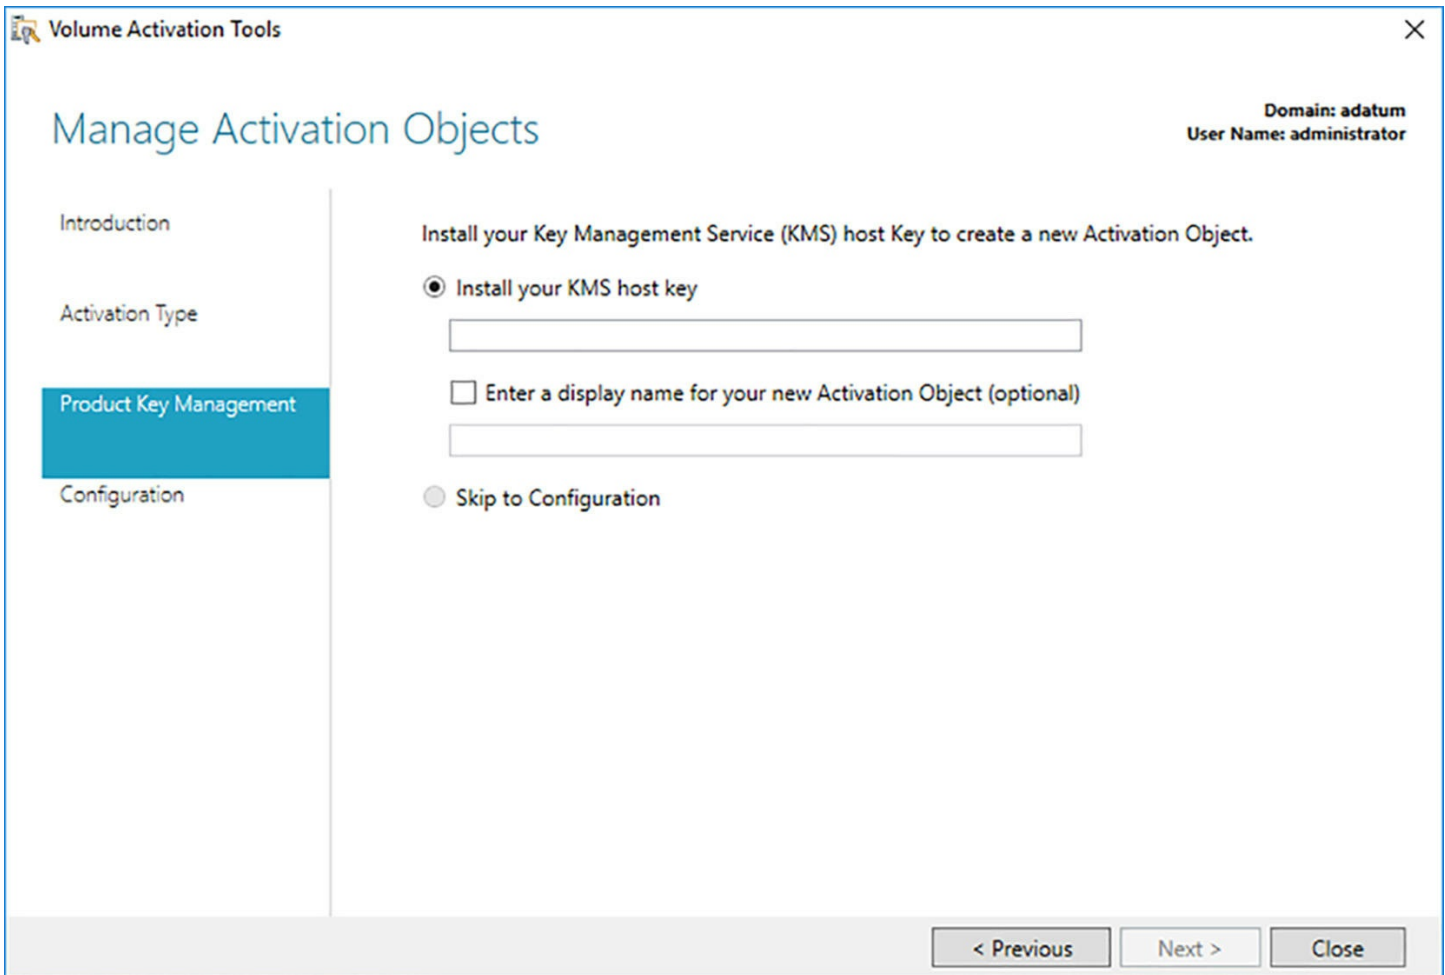 Volume Activation Tools
Manage Activation Objects
Domain: adatum
User Name: administrator
Introduction
Activation Type
Product Key Management
Configuration
Install your Key Management Service (KMS) host Key to create a new Activation Object.
Install your KMS host key
Enter a display name for your new Activation Object (optional)
Skip to Configuration
< Previous
Next >
Close